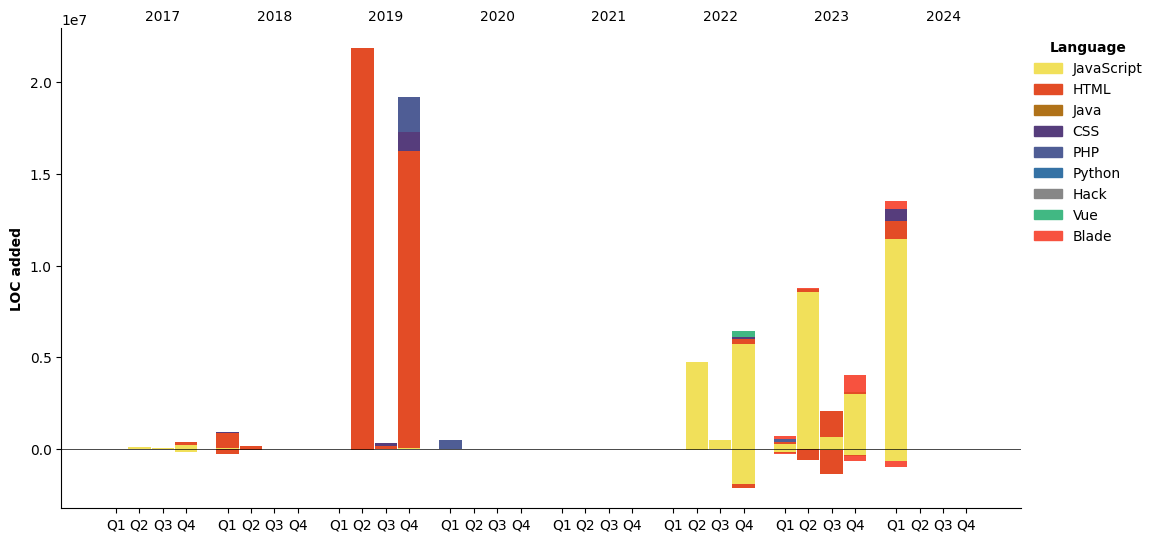 2017 2018 2019 2020 2021 2022 2023 2024
1e7
Language
JavaScript
HTML
Java
CSS
PHP
Python
Hack
Vue
Blade
2.0
1.5
1.0
0.5
0.0
LOC added
Q1 Q2 Q3 Q4 Q1 Q2 Q3 Q4 Q1 Q2 Q3 Q4 Q1 Q2 Q3 Q4 Q1 Q2 Q3 Q4 Q1 Q2 Q3 Q4 Q1 Q2 Q3 Q4 Q1 Q2 Q3 Q4